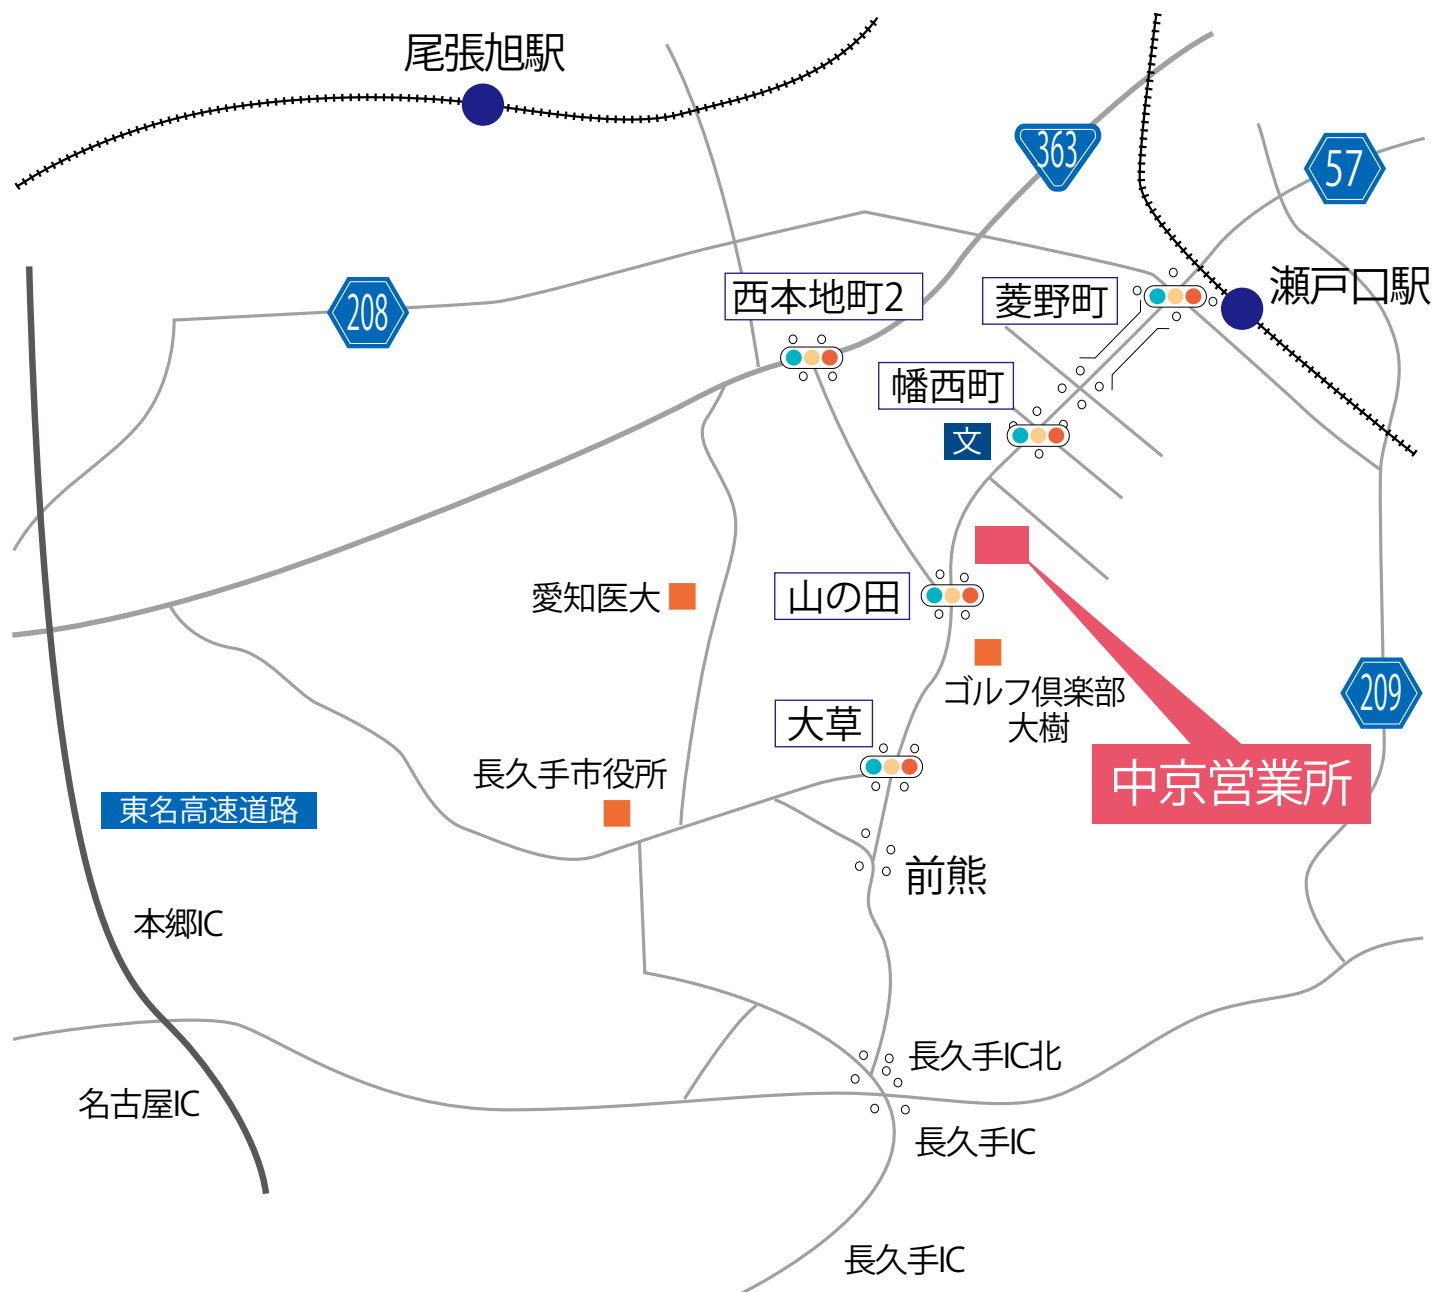 尾張旭駅
363
57
208
西本地町2
菱野町
瀬戸口駅
幡西町
文
愛知医大
山の田
ゴルフ倶楽部
大樹
209
大草
長久手市役所
中京営業所
東名高速道路
前熊
本郷IC
長久手IC北
名古屋IC
長久手IC
長久手IC